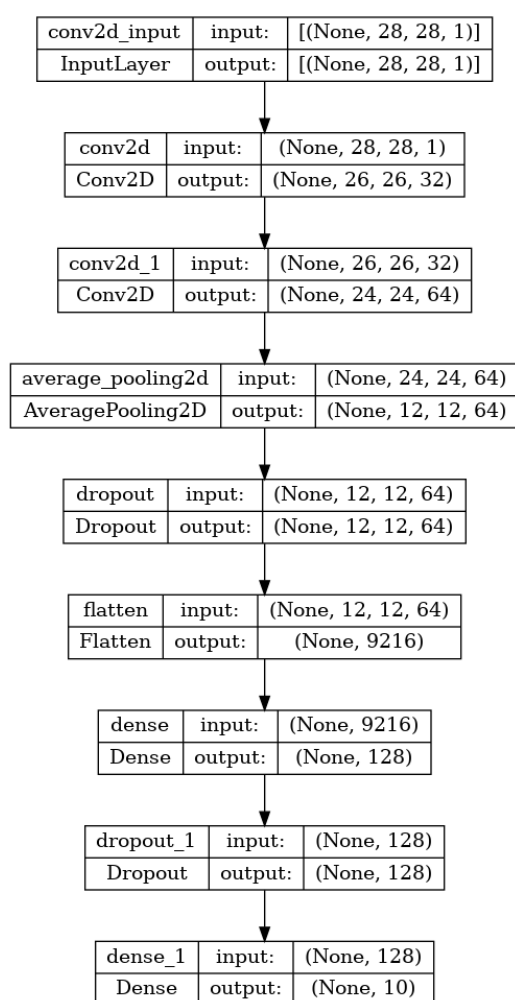 conv2d_input input: [(None, 28, 28, 1)]
InputLayer output: [(None, 28, 28, 1)]
conv2d input: (None, 28, 28, 1)
Conv2D output: (None, 26, 26, 32)
conv2d_1 input: (None, 26, 26, 32)
Conv2D output: (None, 24, 24, 64)
average_pooling2d input: (None, 24, 24, 64)
AveragePooling2D output: (None, 12, 12, 64)
dropout input: (None, 12, 12, 64)
Dropout output: (None, 12, 12, 64)
flatten input: (None, 12, 12, 64)
Flatten output: (None, 9216)
dense input: (None, 9216)
Dense output: (None, 128)
dropout_1 input: (None, 128)
Dropout output: (None, 128)
dense_1 input: (None, 128)
Dense output: (None, 10)